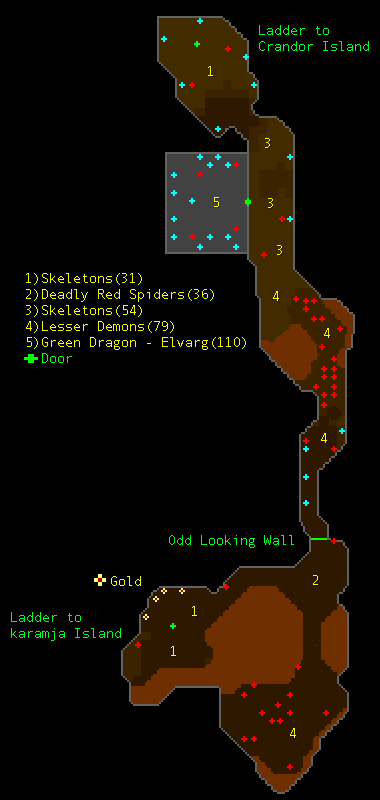 Ladder to
Crandor Island
1
3
5
3
3
1)Skeletons(31)
2)Deadly Red Spiders(36)
3)Skeletons(54)
4)Lesser Demons(79)
5)Green Dragon - Elvarg(110)
Door
4
4
4
Odd Looking Wall
Gold
2
Ladder to
karamja Island
1
1
4